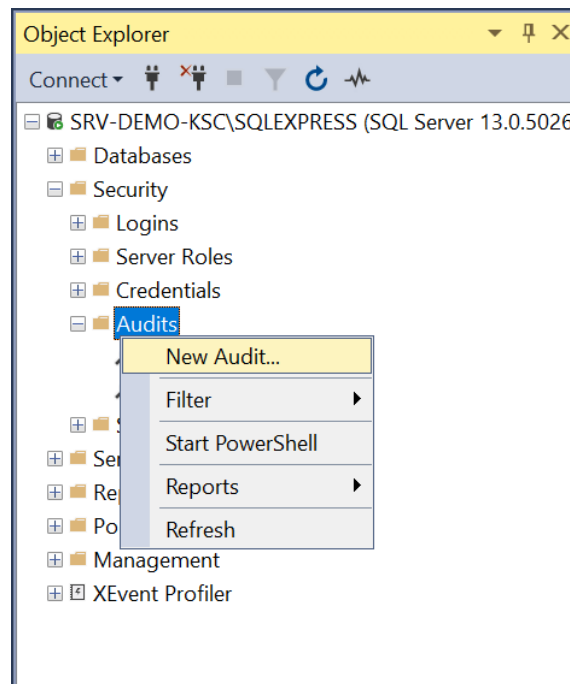 Object Explorer
Connect
SRV-DEMO-KSC\SQLEXPRESS (SQL Server 13.0.5026
Databases
Security
Logins
Server Roles
Credentials
Audits
New Audit...
Filter
Start PowerShell
Reports
Refresh
Management
XEvent Profiler